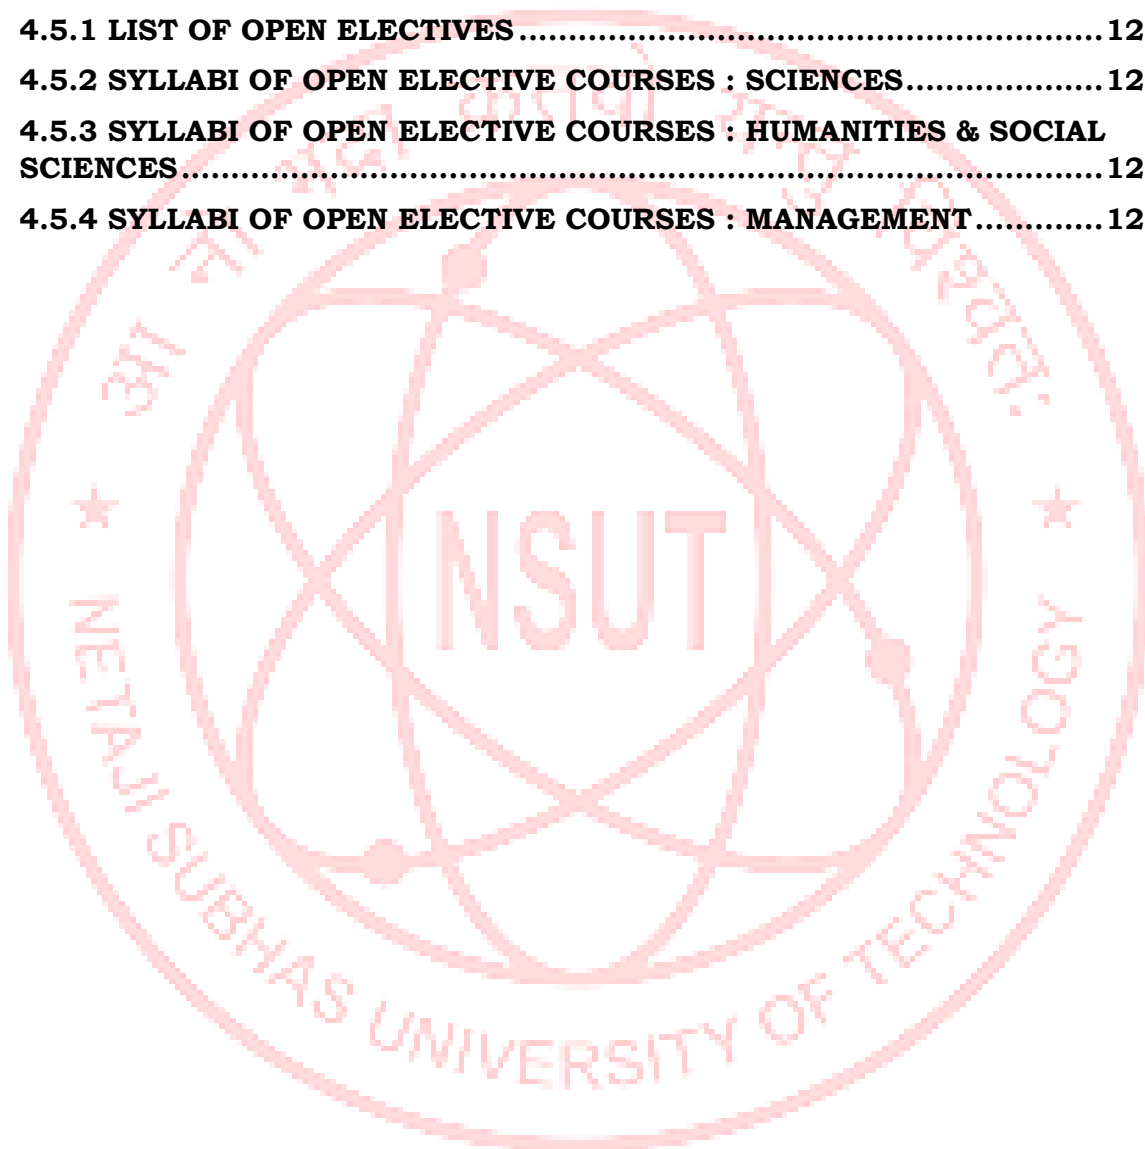 4.5.1 LIST OF OPEN ELECTIVES...........................................................12
4.5.2 SYLLABI OF OPEN ELECTIVE COURSES : SCIENCES....................12
4.5.3 SYLLABI OF OPEN ELECTIVE COURSES : HUMANITIES & SOCIAL
SCIENCES.............................................................................................12
4.5.4 SYLLABI OF OPEN ELECTIVE COURSES : MANAGEMENT.............12
आ नो विश्वतः
NSUT
NETAJI SUBHAS UNIVERSITY OF TECHNOLOGY